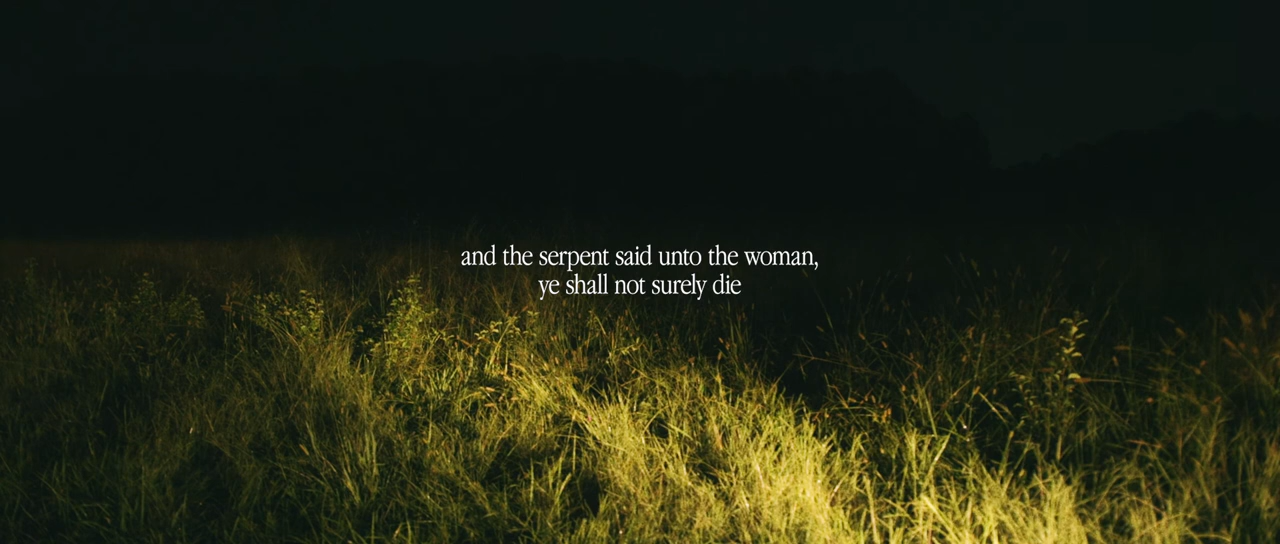 and the serpent said unto the woman,
ye shall not surely die